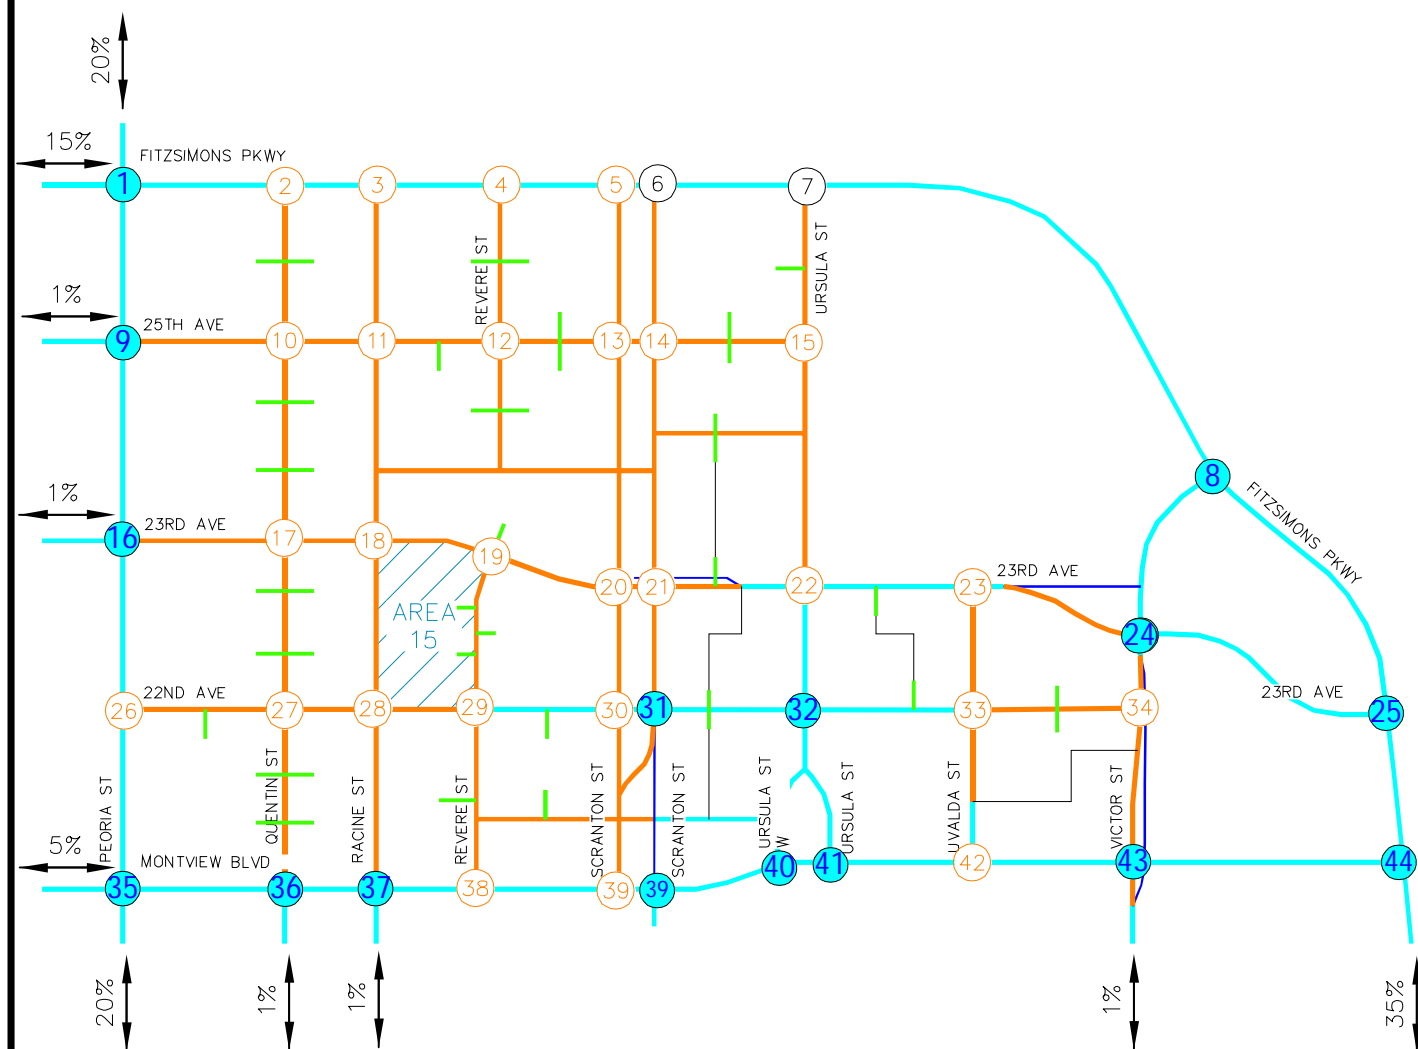 20%
15%
FITZSIMONS PKWY
1
2
3
4
5
6
7
REVERE ST
URSULA ST
1%
25TH AVE
9
10
11
12
13
14
15
8
FITZSIMONS PKWY
1%
23RD AVE
16
17
18
19
20
21
22
23
23RD AVE
24
AREA
15
22ND AVE
26
27
28
29
30
31
32
33
34
23RD AVE
25
PEORIA ST
QUENTIN ST
RACINE ST
REVERE ST
SCRANTON ST
SCRANTON ST
URSULA ST
W
URSULA ST
UVALDA ST
VICTOR ST
5%
MONTVIEW BLVD
35
36
37
38
39
39
40
41
42
43
44
20%
1%
1%
1%
35%